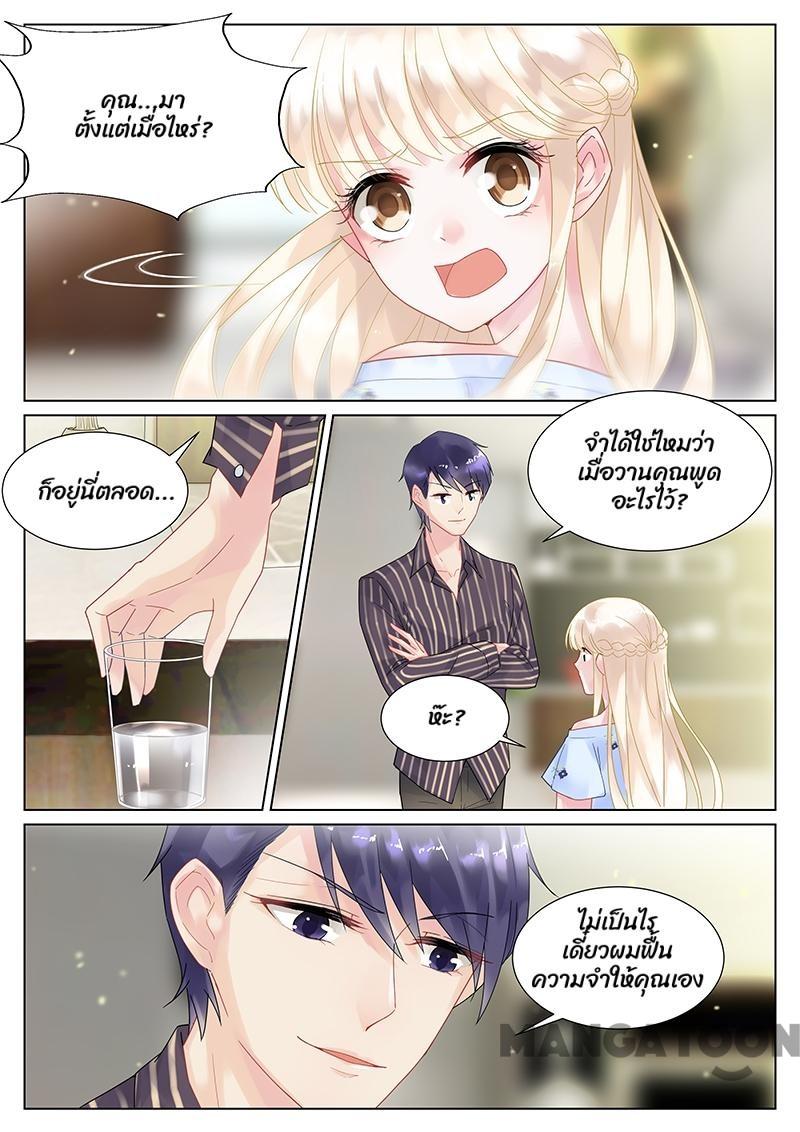 คุณ...มา
ตั้งแต่เมื่อไหร่?
ก็อยู่นี่ตลอด...
จำได้ใช่ไหมว่า
เมื่อวานคุณพูด
อะไรไว้?
ห๊ะ?
ไม่เป็นไร
เดี๋ยวผมฟื้น
ความจำให้คุณเอง
MANGATOON